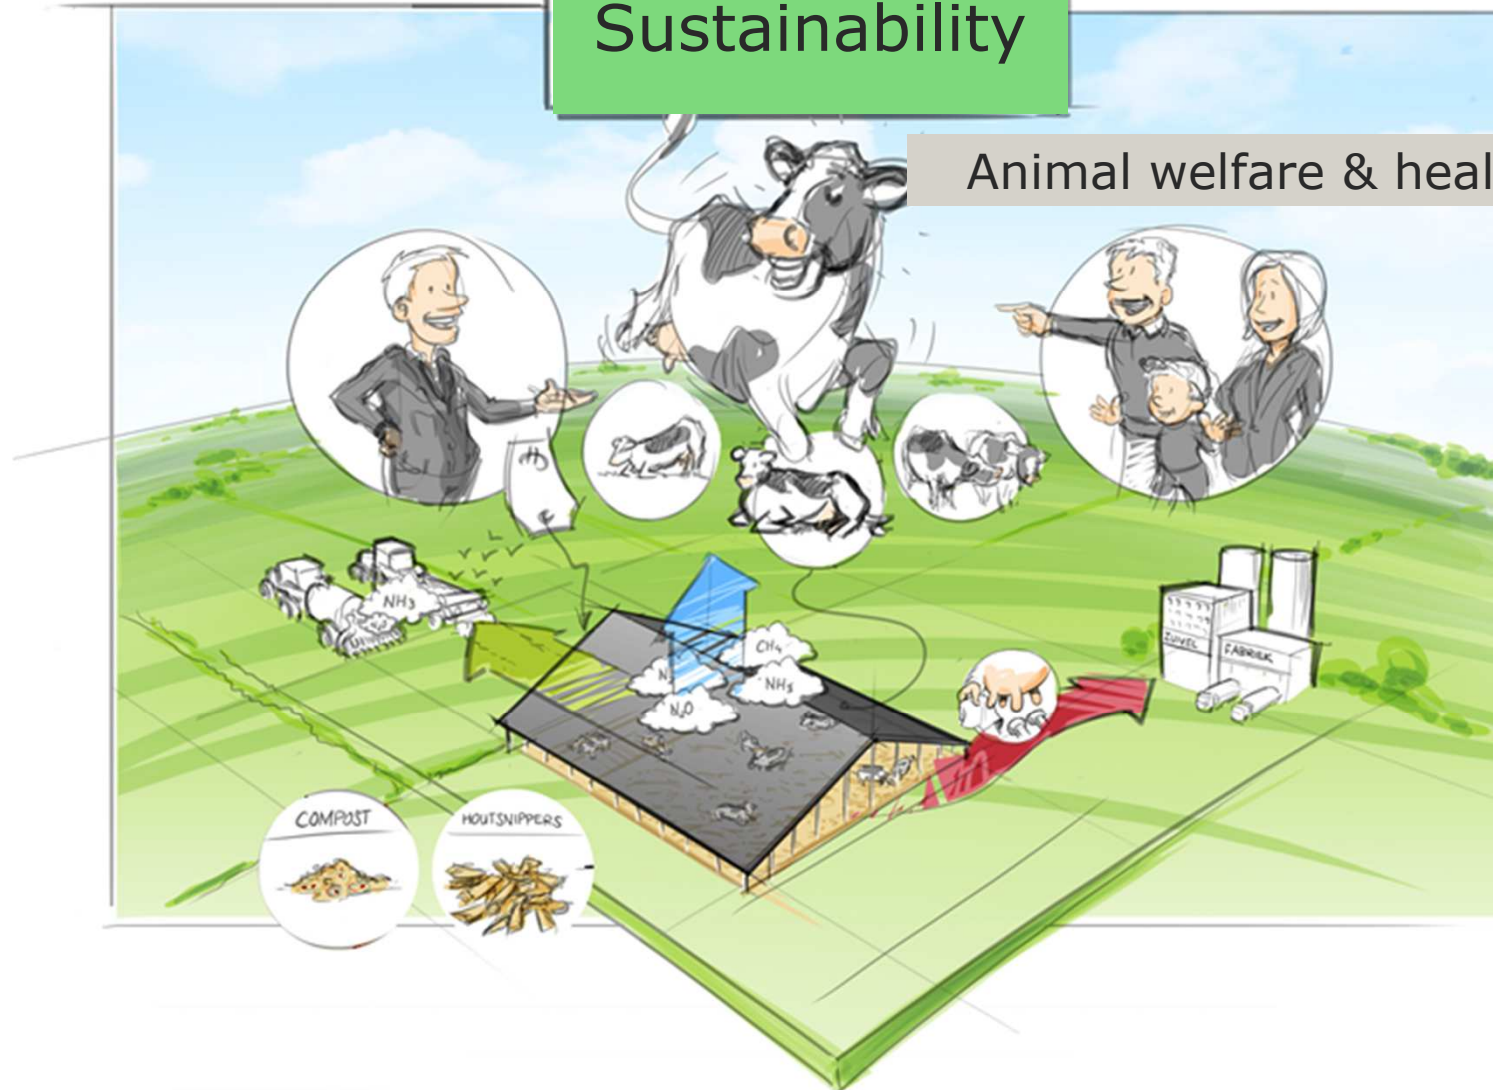 Sustainability
Animal welfare & heal
NH₃
CH₄
NH₃
N₂O
ZUIVEL
FABRIEK
COMPOST
HOUTSNIPPERS